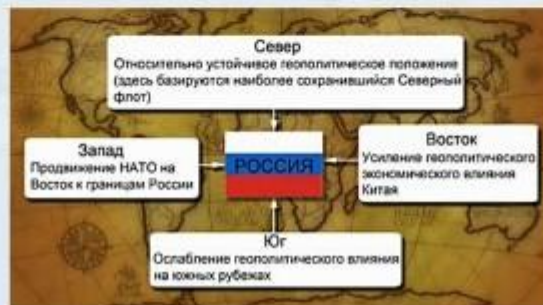 Север
Относительно устойчивое геополитическое положение
(здесь базируются наиболее сохранившийся Северный
флот)
Запад
Продвижение НАТО на
Восток к границам России
РОССИЯ
Восток
Усиление геополитического
экономического влияния
Китая
Юг
Ослабление геополитического влияния
на южных рубежах